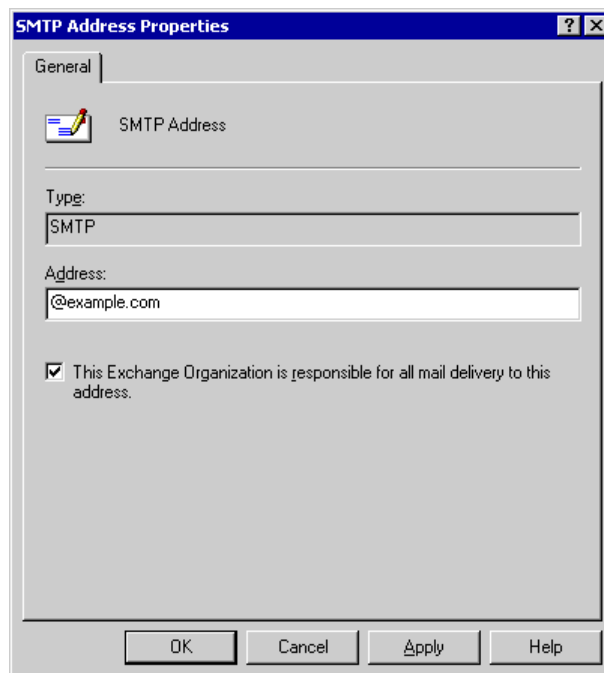 SMTP Address Properties
General
SMTP Address
Type:
SMTP
Address:
@example.com
This Exchange Organization is responsible for all mail delivery to this
address.
OK Cancel Apply Help